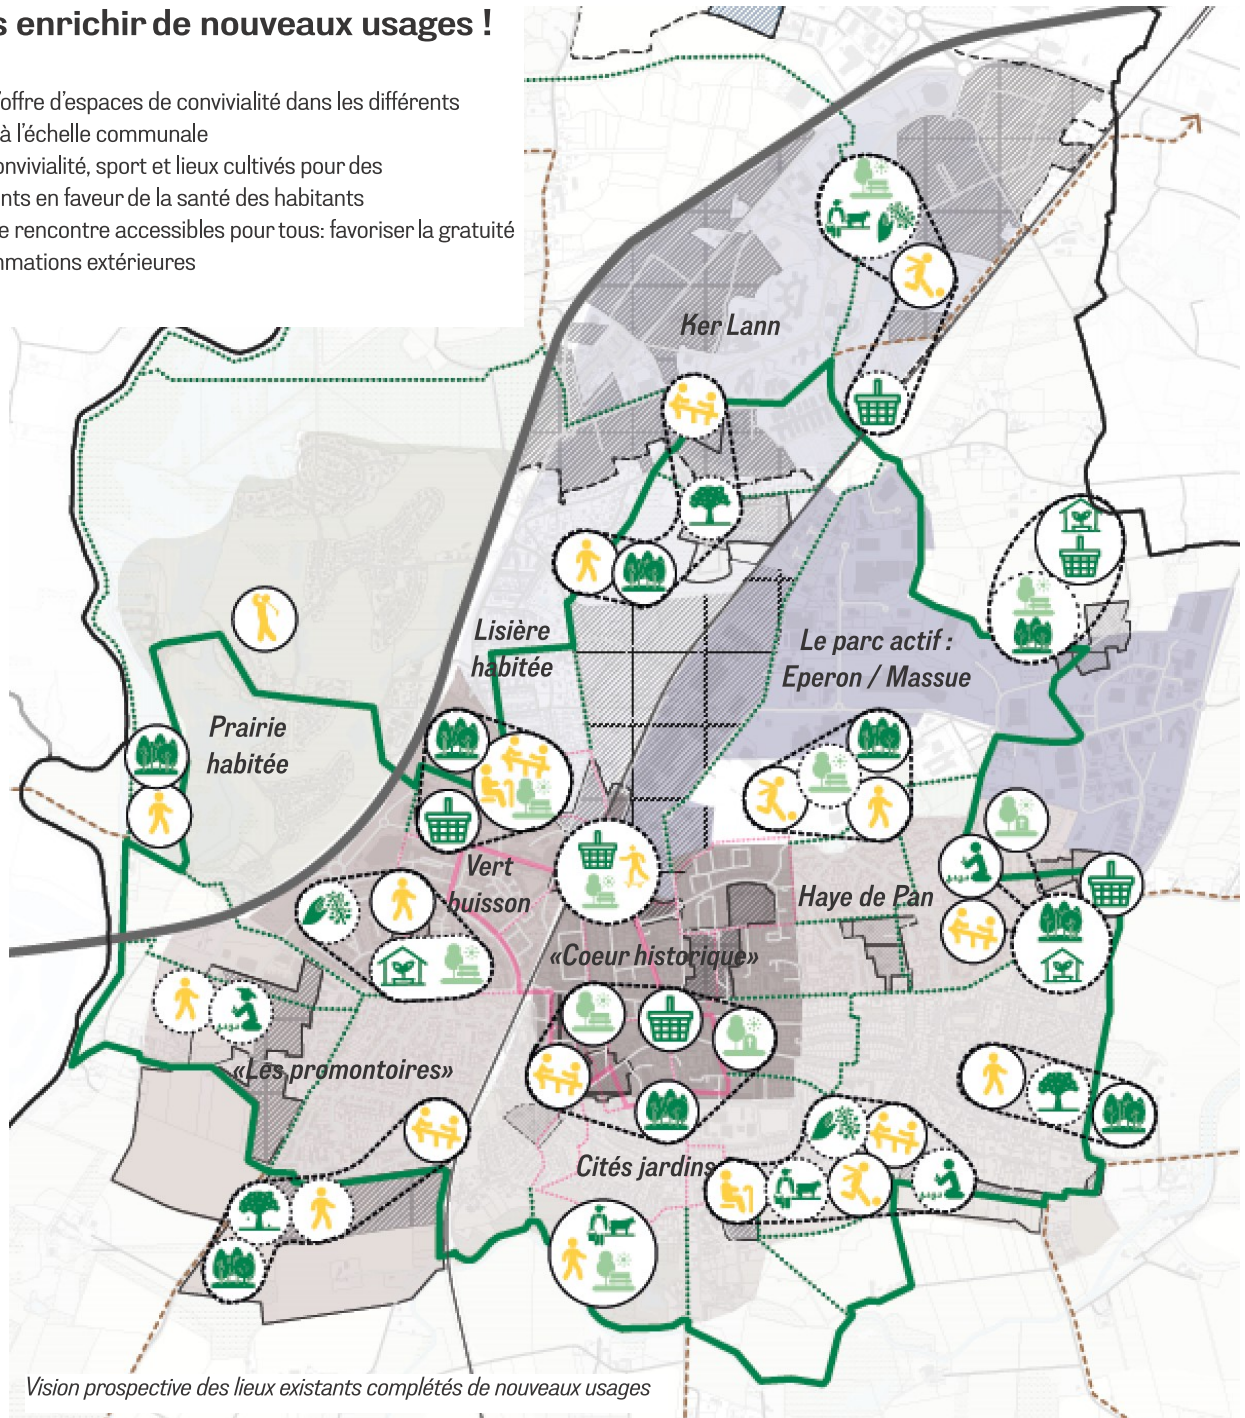 s enrichir de nouveaux usages !
'offre d'espaces de convivialité dans les différents
à l'échelle communale
onvivialité, sport et lieux cultivés pour des
nts en faveur de la santé des habitants
e rencontre accessibles pour tous: favoriser la gratuité
mmations extérieures
Ker Lann
Lisière
habitée
Le parc actif :
Eperon / Massue
Prairie
habitée
Vert
buisson
Haye de Pan
«Coeur historique»
«Les promontoires»
Cités jardins
Vision prospective des lieux existants complétés de nouveaux usages